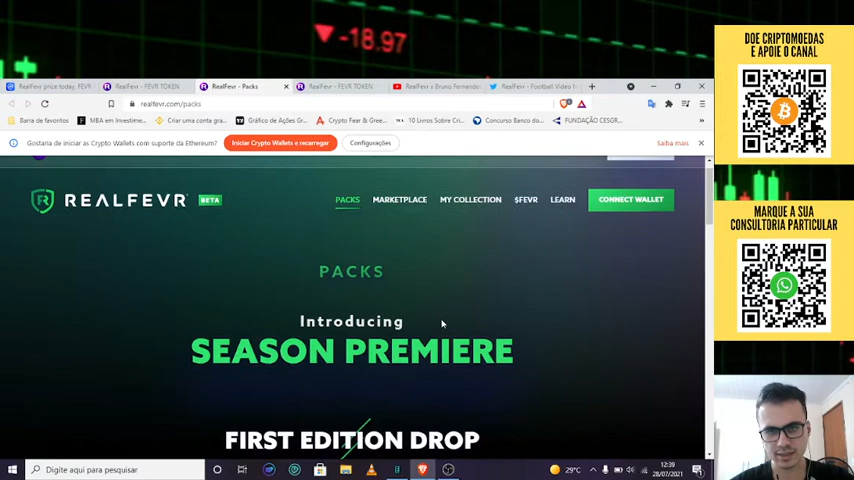 -18.97
RealFevr price today, FEVR
RealFevr - FEVR TOKEN
RealFevr - Packs
RealFevr - FEVR TOKEN
RealFevr x Bruno Fernandes
RealFevr - Football Video N
realfevr.com/packs
Barra de favoritos
MBA em Investime...
Criar uma conta gra...
Gráfico de Ações Gr...
Crypto Fear & Gree...
10 Livros Sobre Cri...
Concurso Banco do...
FUNDAÇÃO CESGR...
Gostaria de iniciar as Crypto Wallets com suporte da Ethereum?
Iniciar Crypto Wallets e recarregar
Configurações
Saiba mais
REALFEVR BETA
PACKS MARKETPLACE MY COLLECTION $FEVR LEARN CONNECT WALLET
PACKS
Introducing
SEASON PREMIERE
FIRST EDITION DROP
Digite aqui para pesquisar
29°C
12:39
28/07/2021
DOE CRIPTOMOEDAS
E APOIE O CANAL
MARQUE A SUA
CONSULTORIA PARTICULAR